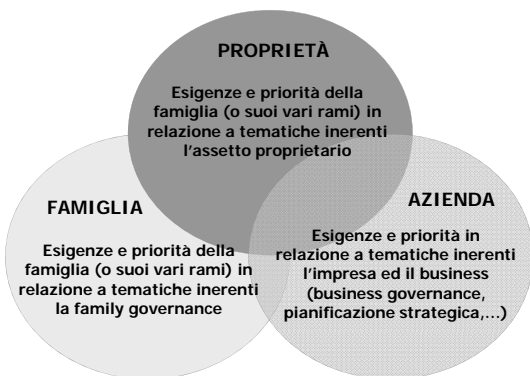 PROPRIETÀ
Esigenze e priorità della
famiglia (o suoi vari rami) in
relazione a tematiche inerenti
l'assetto proprietario
FAMIGLIA
Esigenze e priorità della
famiglia (o suoi vari rami) in
relazione a tematiche inerenti
la family governance
AZIENDA
Esigenze e priorità in
relazione a tematiche inerenti
l'impresa ed il business
(business governance,
pianificazione strategica,...)